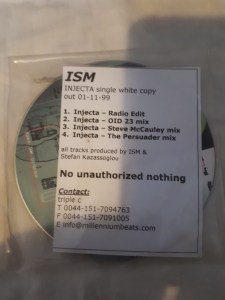 ISM
INJECTA single white copy
out 01-11-99
1. Injecta – Radio Edit
2. Injecta – OID 23 mix
3. Injecta – Steve McCauley mix
4. Injecta – The Persuader mix
all tracks produced by ISM &
Stefan Kazassoglou
No unauthorized nothing
Contact:
triple c
T 0044-151-7094763
F 0044-151-7091005
E info@millenniumbeats.com